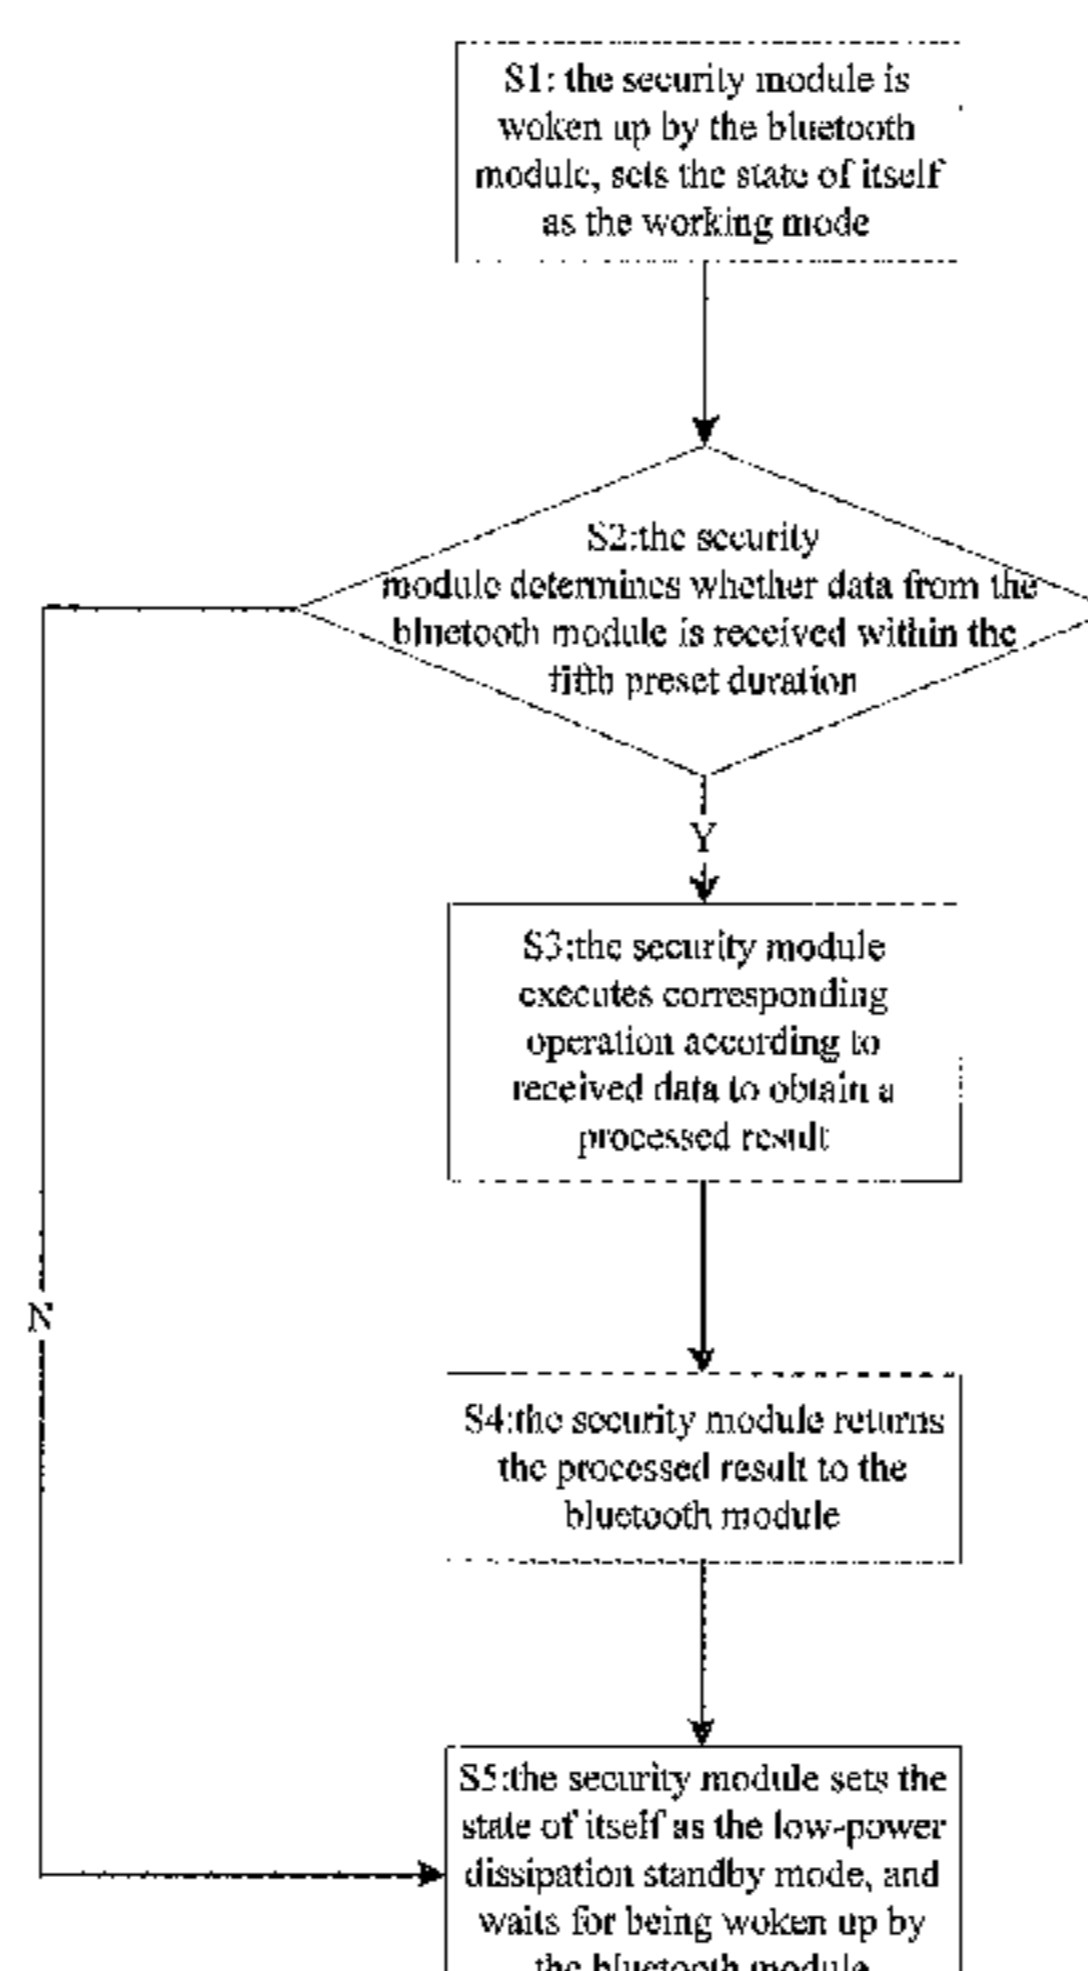 S1: the security module is
woken up by the bluetooth
module, sets the state of itself
as the working mode
S2:the security
module determines whether data from the
bluetooth module is received within the
fifth preset duration
Y
S3:the security module
executes corresponding
operation according to
received data to obtain a
processed result
N
S4:the security module returns
the processed result to the
bluetooth module
S5:the security module sets the
state of itself as the low-power
dissipation standby mode, and
waits for being woken up by
the bluetooth module